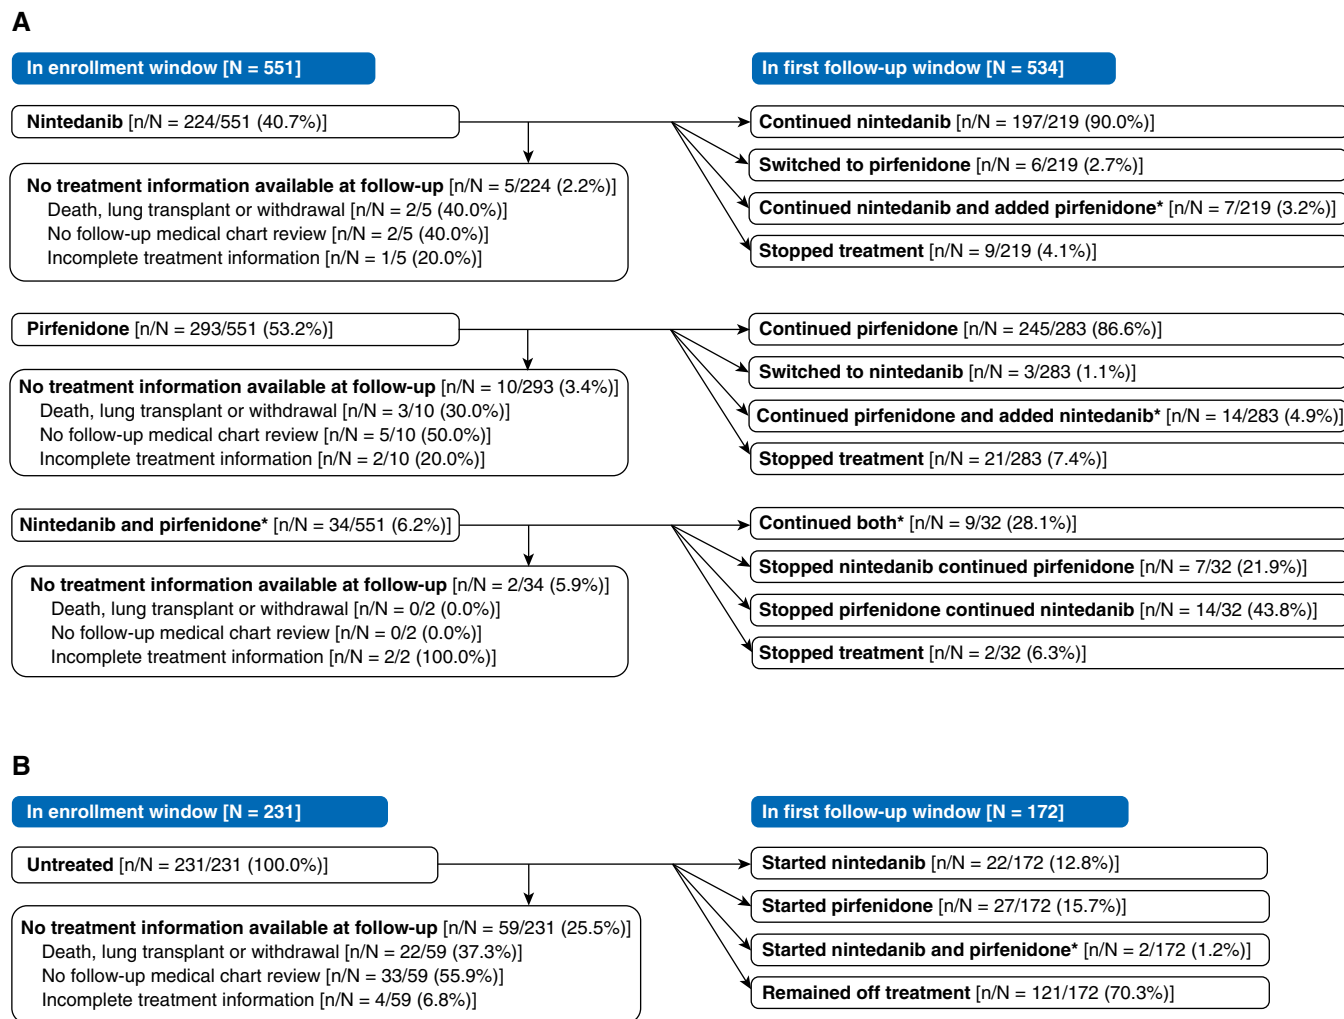 A
In enrollment window [N = 551]
In first follow-up window [N = 534]
Nintedanib [n/N = 224/551 (40.7%)]
No treatment information available at follow-up [n/N = 5/224 (2.2%)]
Death, lung transplant or withdrawal [n/N = 2/5 (40.0%)]
No follow-up medical chart review [n/N = 2/5 (40.0%)]
Incomplete treatment information [n/N = 1/5 (20.0%)]
Continued nintedanib [n/N = 197/219 (90.0%)]
Switched to pirfenidone [n/N = 6/219 (2.7%)]
Continued nintedanib and added pirfenidone* [n/N = 7/219 (3.2%)]
Stopped treatment [n/N = 9/219 (4.1%)]
Pirfenidone [n/N = 293/551 (53.2%)]
No treatment information available at follow-up [n/N = 10/293 (3.4%)]
Death, lung transplant or withdrawal [n/N = 3/10 (30.0%)]
No follow-up medical chart review [n/N = 5/10 (50.0%)]
Incomplete treatment information [n/N = 2/10 (20.0%)]
Continued pirfenidone [n/N = 245/283 (86.6%)]
Switched to nintedanib [n/N = 3/283 (1.1%)]
Continued pirfenidone and added nintedanib* [n/N = 14/283 (4.9%)]
Stopped treatment [n/N = 21/283 (7.4%)]
Nintedanib and pirfenidone* [n/N = 34/551 (6.2%)]
No treatment information available at follow-up [n/N = 2/34 (5.9%)]
Death, lung transplant or withdrawal [n/N = 0/2 (0.0%)]
No follow-up medical chart review [n/N = 0/2 (0.0%)]
Incomplete treatment information [n/N = 2/2 (100.0%)]
Continued both* [n/N = 9/32 (28.1%)]
Stopped nintedanib continued pirfenidone [n/N = 7/32 (21.9%)]
Stopped pirfenidone continued nintedanib [n/N = 14/32 (43.8%)]
Stopped treatment [n/N = 2/32 (6.3%)]
B
In enrollment window [N = 231]
In first follow-up window [N = 172]
Untreated [n/N = 231/231 (100.0%)]
No treatment information available at follow-up [n/N = 59/231 (25.5%)]
Death, lung transplant or withdrawal [n/N = 22/59 (37.3%)]
No follow-up medical chart review [n/N = 33/59 (55.9%)]
Incomplete treatment information [n/N = 4/59 (6.8%)]
Started nintedanib [n/N = 22/172 (12.8%)]
Started pirfenidone [n/N = 27/172 (15.7%)]
Started nintedanib and pirfenidone* [n/N = 2/172 (1.2%)]
Remained off treatment [n/N = 121/172 (70.3%)]